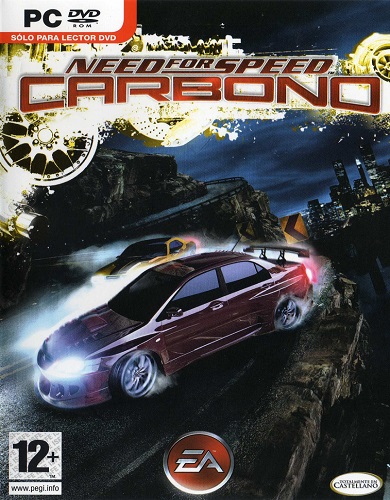 PC DVD
ROM
SÓLO PARA LECTOR DVD
NEED FOR SPEED
CARBONO
12+
www.pegi.info
EA
TOTALMENTE EN
CASTELLANO